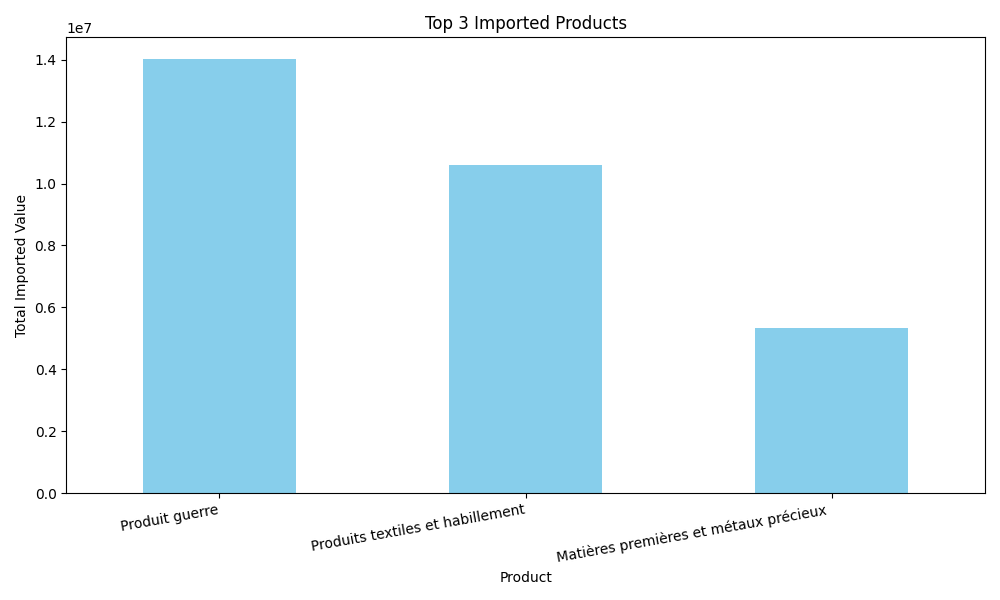 Top 3 Imported Products
1e7
1.4
1.2
1.0
0.8
0.6
0.4
0.2
0.0
Total Imported Value
Produit guerre
Produits textiles et habillement
Matières premières et métaux précieux
Product